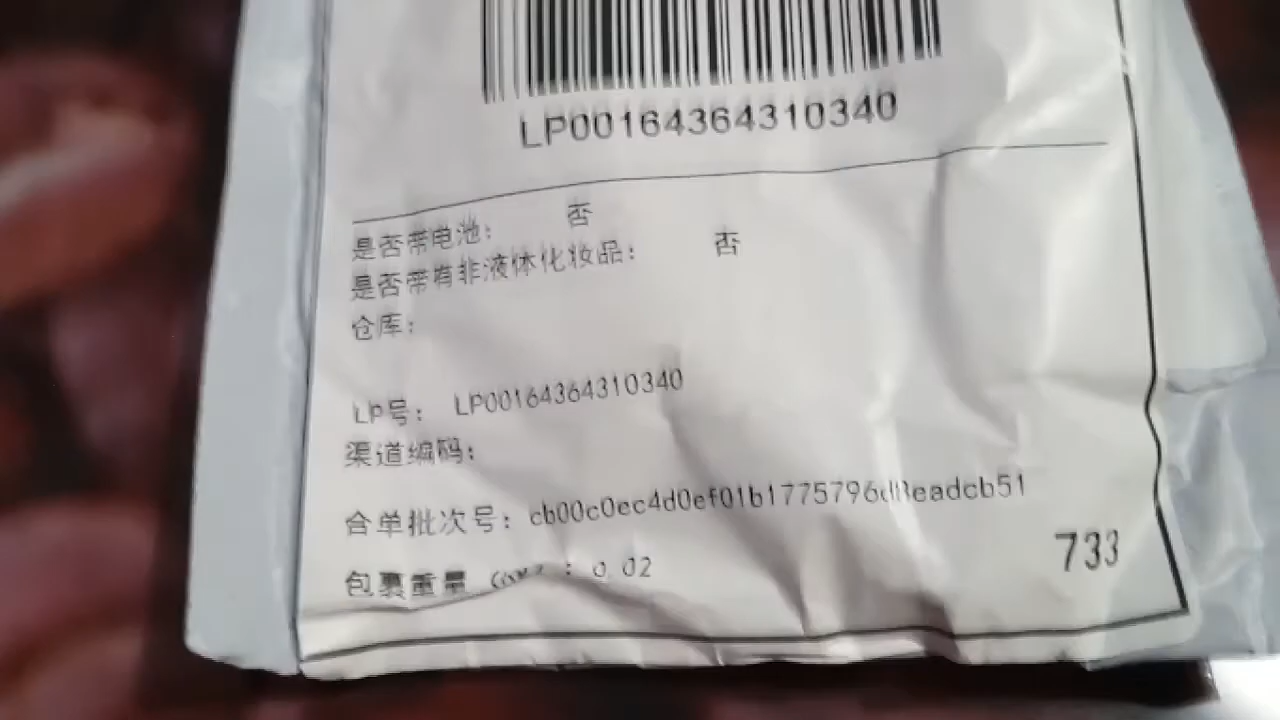 LP00164364310340
是否带电池: 否
是否带有非液体化妆品: 否
仓库:
LP号: LP00164364310340
渠道编码:
合单批次号:
733
包裹重量 : 0.02